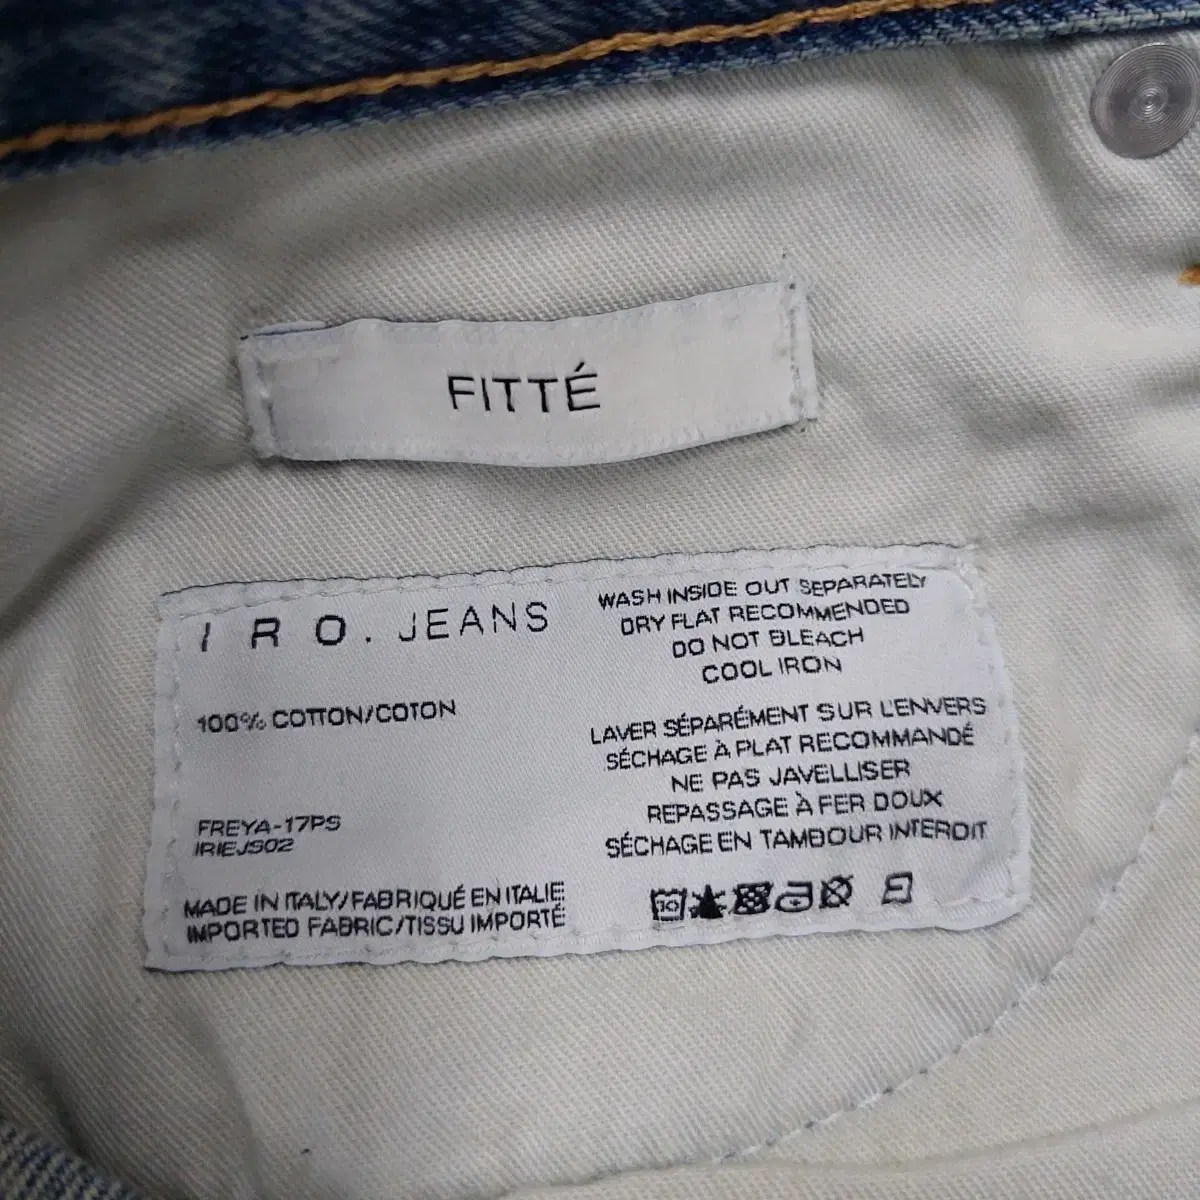 FITTÉ
IRO.JEANS
100% COTTON/COTON
FREYA-17PS
IRIEJS02
MADE IN ITALY/FABRIQUÉ EN ITALIE
IMPORTED FABRIC/TISSU IMPORTÉ
WASH INSIDE OUT SEPARATELY
DRY FLAT RECOMMENDED
DO NOT BLEACH
COOL IRON
LAVER SÉPARÉMENT SUR L'ENVERS
SÉCHAGE À PLAT RECOMMANDÉ
NE PAS JAVELLISER
REPASSAGE À FER DOUX
SÉCHAGE EN TAMBOUR INTERDIT